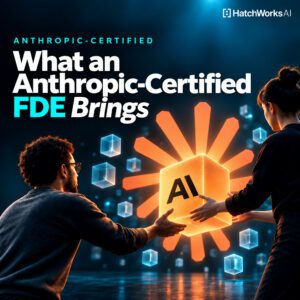 HatchWorks AI
ANTHROPIC-CERTIFIED
What an
Anthropic-Certified
FDE Brings
AI